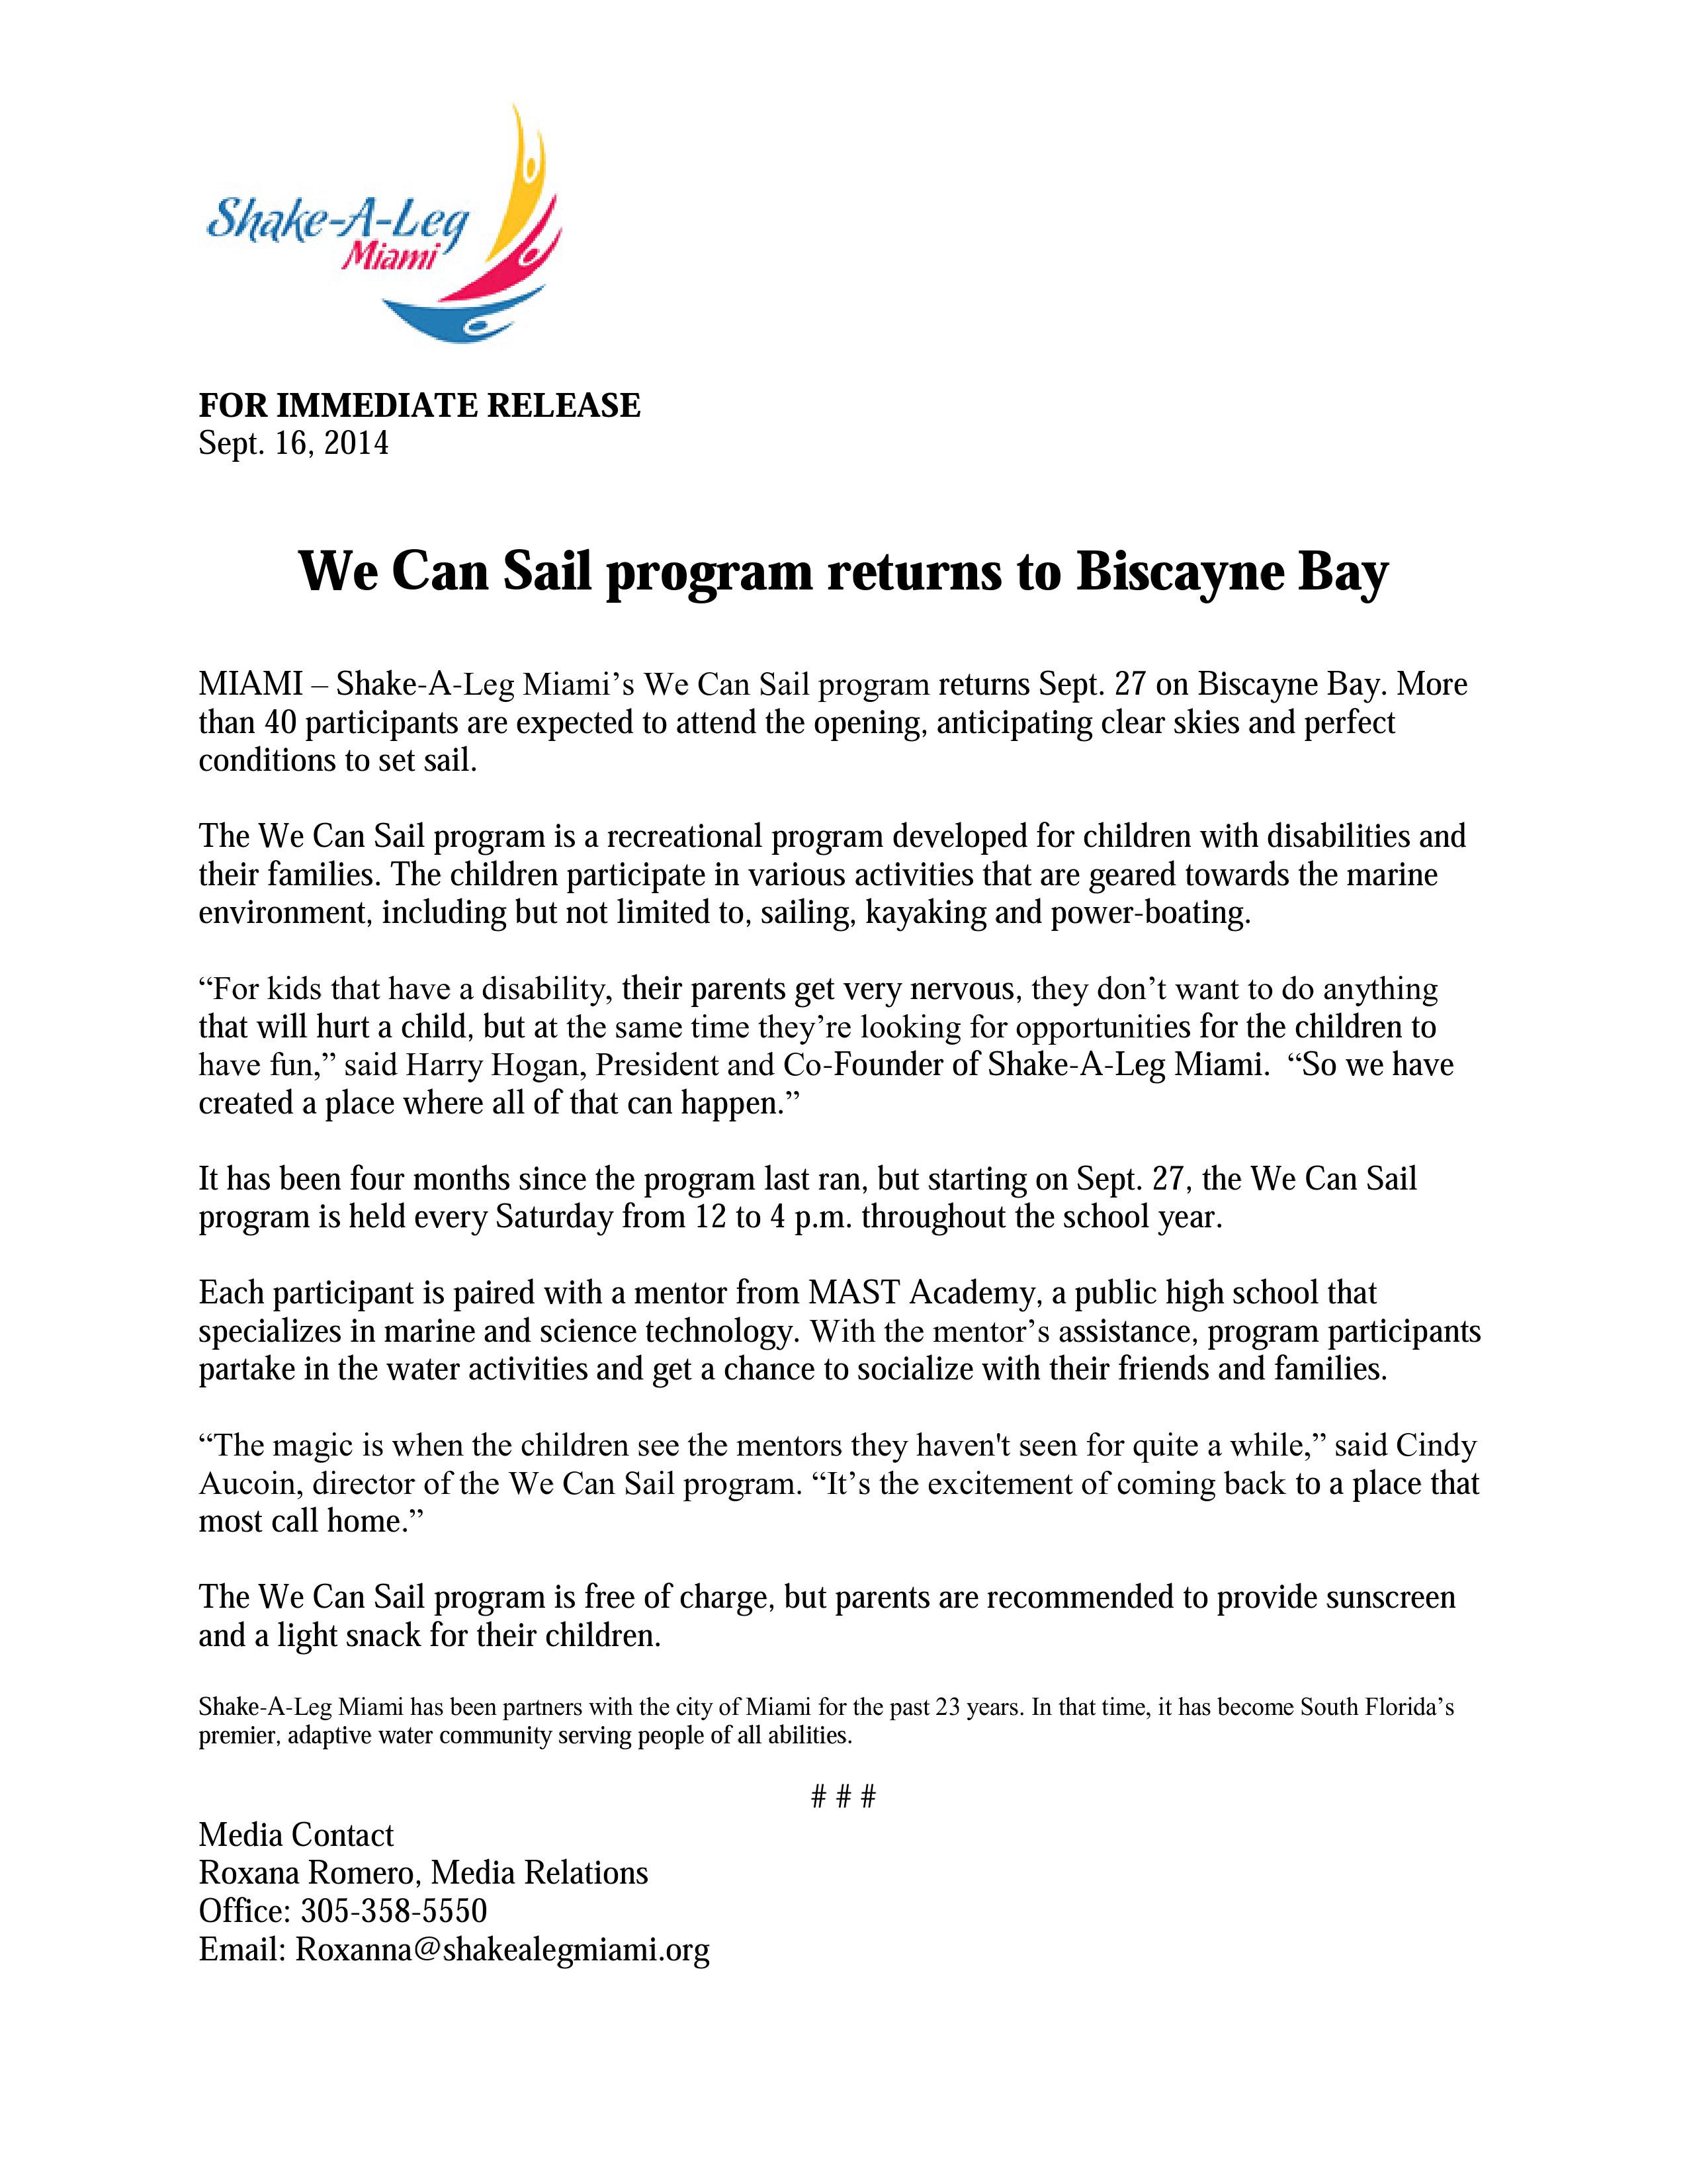 Shake-A-Leg
Miami
FOR IMMEDIATE RELEASE
Sept. 16, 2014
We Can Sail program returns to Biscayne Bay
MIAMI – Shake-A-Leg Miami’s We Can Sail program returns Sept. 27 on Biscayne Bay. More
than 40 participants are expected to attend the opening, anticipating clear skies and perfect
conditions to set sail.
The We Can Sail program is a recreational program developed for children with disabilities and
their families. The children participate in various activities that are geared towards the marine
environment, including but not limited to, sailing, kayaking and power-boating.
“For kids that have a disability, their parents get very nervous, they don’t want to do anything
that will hurt a child, but at the same time they’re looking for opportunities for the children to
have fun,” said Harry Hogan, President and Co-Founder of Shake-A-Leg Miami.  “So we have
created a place where all of that can happen.”
It has been four months since the program last ran, but starting on Sept. 27, the We Can Sail
program is held every Saturday from 12 to 4 p.m. throughout the school year.
Each participant is paired with a mentor from MAST Academy, a public high school that
specializes in marine and science technology. With the mentor’s assistance, program participants
partake in the water activities and get a chance to socialize with their friends and families.
“The magic is when the children see the mentors they haven't seen for quite a while,” said Cindy
Aucoin, director of the We Can Sail program. “It’s the excitement of coming back to a place that
most call home.”
The We Can Sail program is free of charge, but parents are recommended to provide sunscreen
and a light snack for their children.
Shake-A-Leg Miami has been partners with the city of Miami for the past 23 years. In that time, it has become South Florida’s
premier, adaptive water community serving people of all abilities.
# # #
Media Contact
Roxana Romero, Media Relations
Office: 305-358-5550
Email: Roxanna@shakealegmiami.org